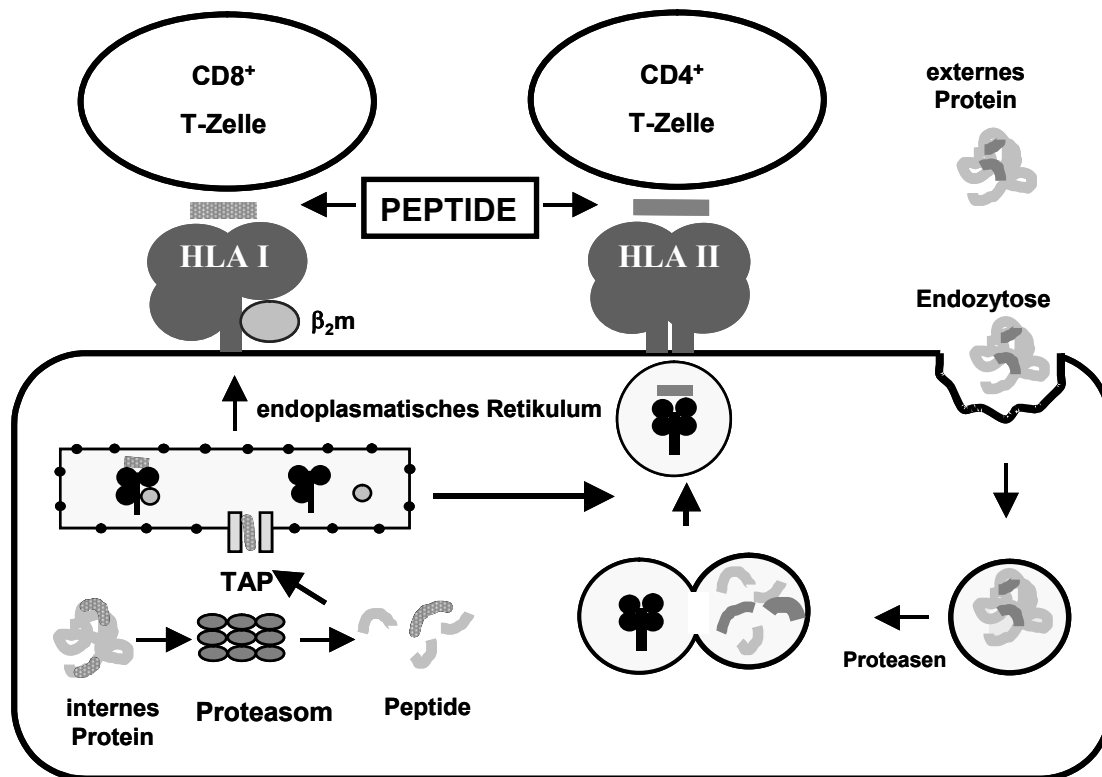 CD8⁺
T-Zelle
CD4⁺
T-Zelle
externes
Protein
PEPTIDE
HLA I
HLA II
β₂m
Endozytose
endoplasmatisches Retikulum
TAP
Proteasen
internes
Protein
Proteasom
Peptide